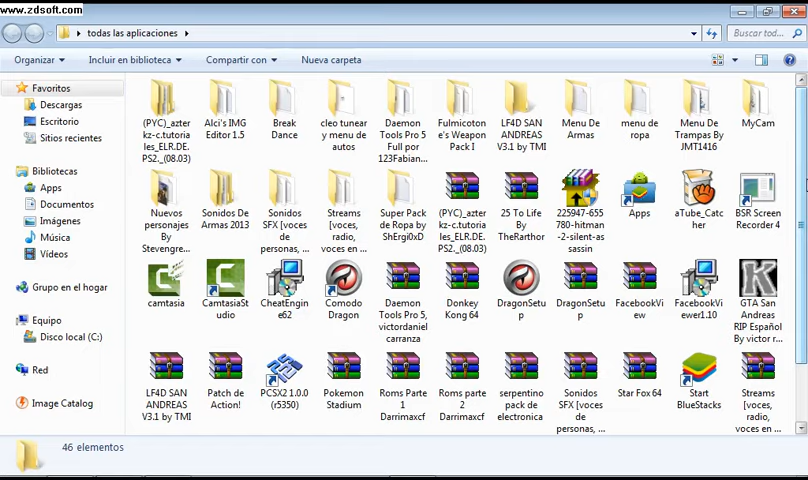 www.zdsoft.com
todas las aplicaciones
Buscar tod...
Organizar
Incluir en biblioteca
Compartir con
Nueva carpeta
Favoritos
Descargas
Escritorio
Sitios recientes
Bibliotecas
Apps
Documentos
Imágenes
Música
Vídeos
Grupo en el hogar
Equipo
Disco local (C:)
Red
Image Catalog
(PYC)_azter
kz-c.tutoria
les_ELR.DE.
PS2._(08.03)
Alci's IMG
Editor 1.5
Break
Dance
cleo tunear
y menu de
autos
Daemon
Tools Pro 5
Full por
123Fabian...
Fulmicoton
e's Weapon
Pack I
LF4D SAN
ANDREAS
V3.1 by TMI
Menu De
Armas
menu de
ropa
Menu De
Trampas By
JMT1416
MyCam
Nuevos
personajes
By
Stevengre...
Sonidos De
Armas 2013
Sonidos
SFX [voces
de
personas, ...
Streams
[voces,
radio,
voces en ...
Super Pack
de Ropa by
ShErgi0xD
(PYC)_azter
kz-c.tutoria
les_ELR.DE.
PS2._(08.03)
25 To Life
By
TheRarthor
225947-655
780-hitman
-2-silent-as
sassin
Apps
aTube_Catc
her
BSR Screen
Recorder 4
camtasia
CamtasiaSt
udio
CheatEngin
e62
Comodo
Dragon
Daemon
Tools Pro 5,
victordaniel
carranza
Donkey
Kong 64
DragonSetu
p
DragonSetu
p
FacebookVi
ew
FacebookVi
ewer1.10
GTA San
Andreas
RIP Español
By victor r...
LF4D SAN
ANDREAS
V3.1 by TMI
Patch de
Action!
PCSX2 1.0.0
(r5350)
Pokemon
Stadium
Roms Parte
1
Darrimaxcf
Roms parte
2
Darrimaxcf
serpentino
pack de
electronica
Sonidos
SFX [voces
de
personas, ...
Star Fox 64
Start
BlueStacks
Streams
[voces,
radio,
voces en ...
46 elementos